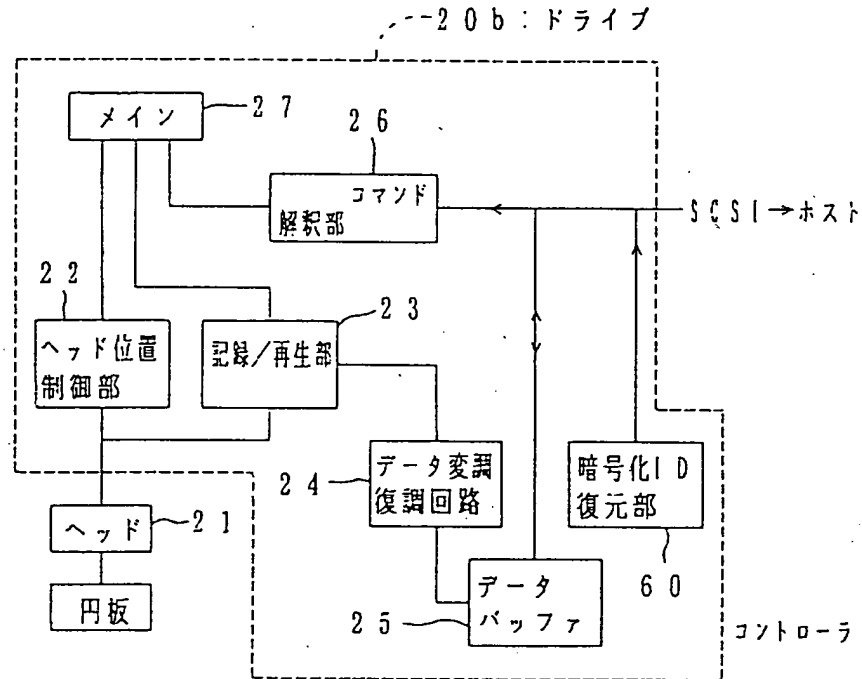 20b：ドライブ
メイン
27
26
コマンド
解釈部
SCSI→ホスト
22
ヘッド位置
制御部
23
記録/再生部
24
データ変調
復調回路
暗号化ID
復元部
ヘッド
21
60
円板
データ
バッファ
25
コントローラ